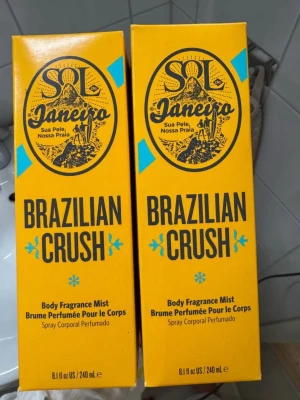 SOL
de
Janeiro
Sua Pele,
Nossa Praia
BRAZILIAN
CRUSH
Body Fragrance Mist
Brume Perfumée Pour le Corps
Spray Corporal Perfumado
8.1 fl oz US / 240 mL e
SOL
de
Janeiro
Sua Pele,
Nossa Praia
BRAZILIAN
CRUSH
Body Fragrance Mist
Brume Perfumée Pour le Corps
Spray Corporal Perfumado
8.1 fl oz US / 240 mL e